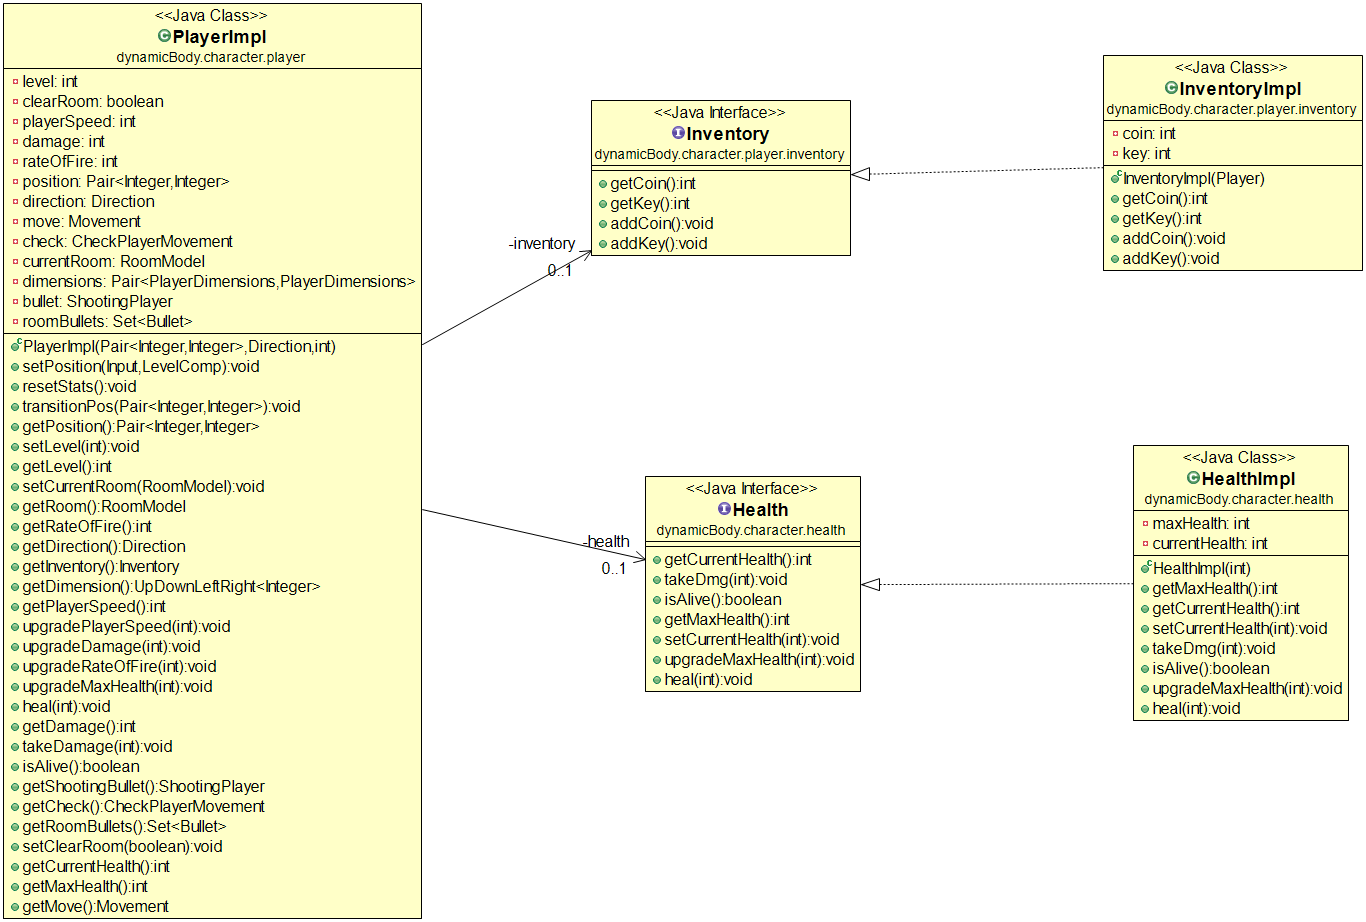 <<Java Class>>
PlayerImpl
dynamicBody.character.player
level: int
clearRoom: boolean
playerSpeed: int
damage: int
rateOfFire: int
position: Pair<Integer,Integer>
direction: Direction
move: Movement
check: CheckPlayerMovement
currentRoom: RoomModel
dimensions: Pair<PlayerDimensions,PlayerDimensions>
bullet: ShootingPlayer
roomBullets: Set<Bullet>
PlayerImpl(Pair<Integer,Integer>,Direction,int)
setPosition(Input,LevelComp):void
resetStats():void
transitionPos(Pair<Integer,Integer>):void
getPosition():Pair<Integer,Integer>
setLevel(int):void
getLevel():int
setCurrentRoom(RoomModel):void
getRoom():RoomModel
getRateOfFire():int
getDirection():Direction
getInventory():Inventory
getDimension():UpDownLeftRight<Integer>
getPlayerSpeed():int
upgradePlayerSpeed(int):void
upgradeDamage(int):void
upgradeRateOfFire(int):void
upgradeMaxHealth(int):void
heal(int):void
getDamage():int
takeDamage(int):void
isAlive():boolean
getShootingBullet():ShootingPlayer
getCheck():CheckPlayerMovement
getRoomBullets():Set<Bullet>
setClearRoom(boolean):void
getCurrentHealth():int
getMaxHealth():int
getMove():Movement
-inventory
0..1
-health
0..1
<<Java Interface>>
Inventory
dynamicBody.character.player.inventory
getCoin():int
getKey():int
addCoin():void
addKey():void
<<Java Class>>
InventoryImpl
dynamicBody.character.player.inventory
coin: int
key: int
InventoryImpl(Player)
getCoin():int
getKey():int
addCoin():void
addKey():void
<<Java Interface>>
Health
dynamicBody.character.health
getCurrentHealth():int
takeDmg(int):void
isAlive():boolean
getMaxHealth():int
setCurrentHealth(int):void
upgradeMaxHealth(int):void
heal(int):void
<<Java Class>>
HealthImpl
dynamicBody.character.health
maxHealth: int
currentHealth: int
HealthImpl(int)
getMaxHealth():int
getCurrentHealth():int
setCurrentHealth(int):void
takeDmg(int):void
isAlive():boolean
upgradeMaxHealth(int):void
heal(int):void